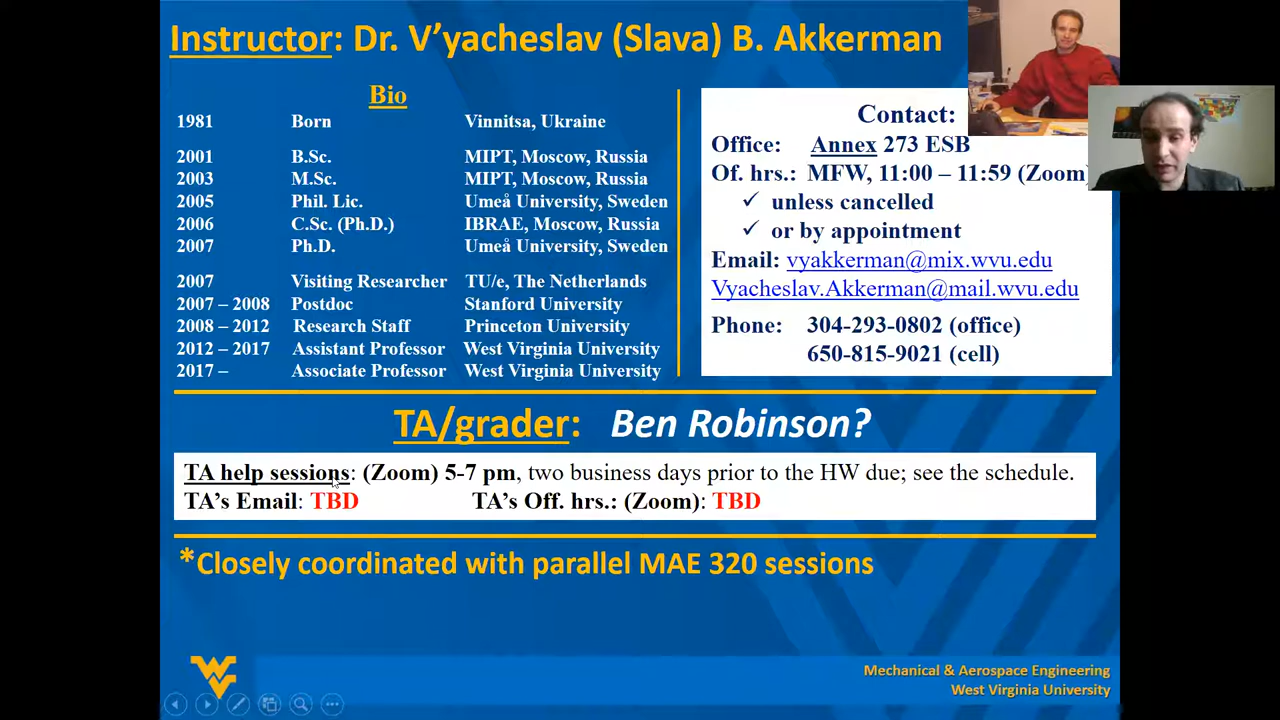 Instructor: Dr. V’yacheslav (Slava) B. Akkerman
Bio
1981 Born Vinnitsa, Ukraine
2001 B.Sc. MIPT, Moscow, Russia
2003 M.Sc. MIPT, Moscow, Russia
2005 Phil. Lic. Umeå University, Sweden
2006 C.Sc. (Ph.D.) IBRAE, Moscow, Russia
2007 Ph.D. Umeå University, Sweden
2007 Visiting Researcher TU/e, The Netherlands
2007 – 2008 Postdoc Stanford University
2008 – 2012 Research Staff Princeton University
2012 – 2017 Assistant Professor West Virginia University
2017 – Associate Professor West Virginia University
Contact:
Office: Annex 273 ESB
Of. hrs.: MFW, 11:00 – 11:59 (Zoom)
✓ unless cancelled
✓ or by appointment
Email: vyakkerman@mix.wvu.edu
Vyacheslav.Akkerman@mail.wvu.edu
Phone: 304-293-0802 (office)
650-815-9021 (cell)
TA/grader: Ben Robinson?
TA help sessions: (Zoom) 5-7 pm, two business days prior to the HW due; see the schedule.
TA’s Email: TBD TA’s Off. hrs.: (Zoom): TBD
*Closely coordinated with parallel MAE 320 sessions
Mechanical & Aerospace Engineering
West Virginia University